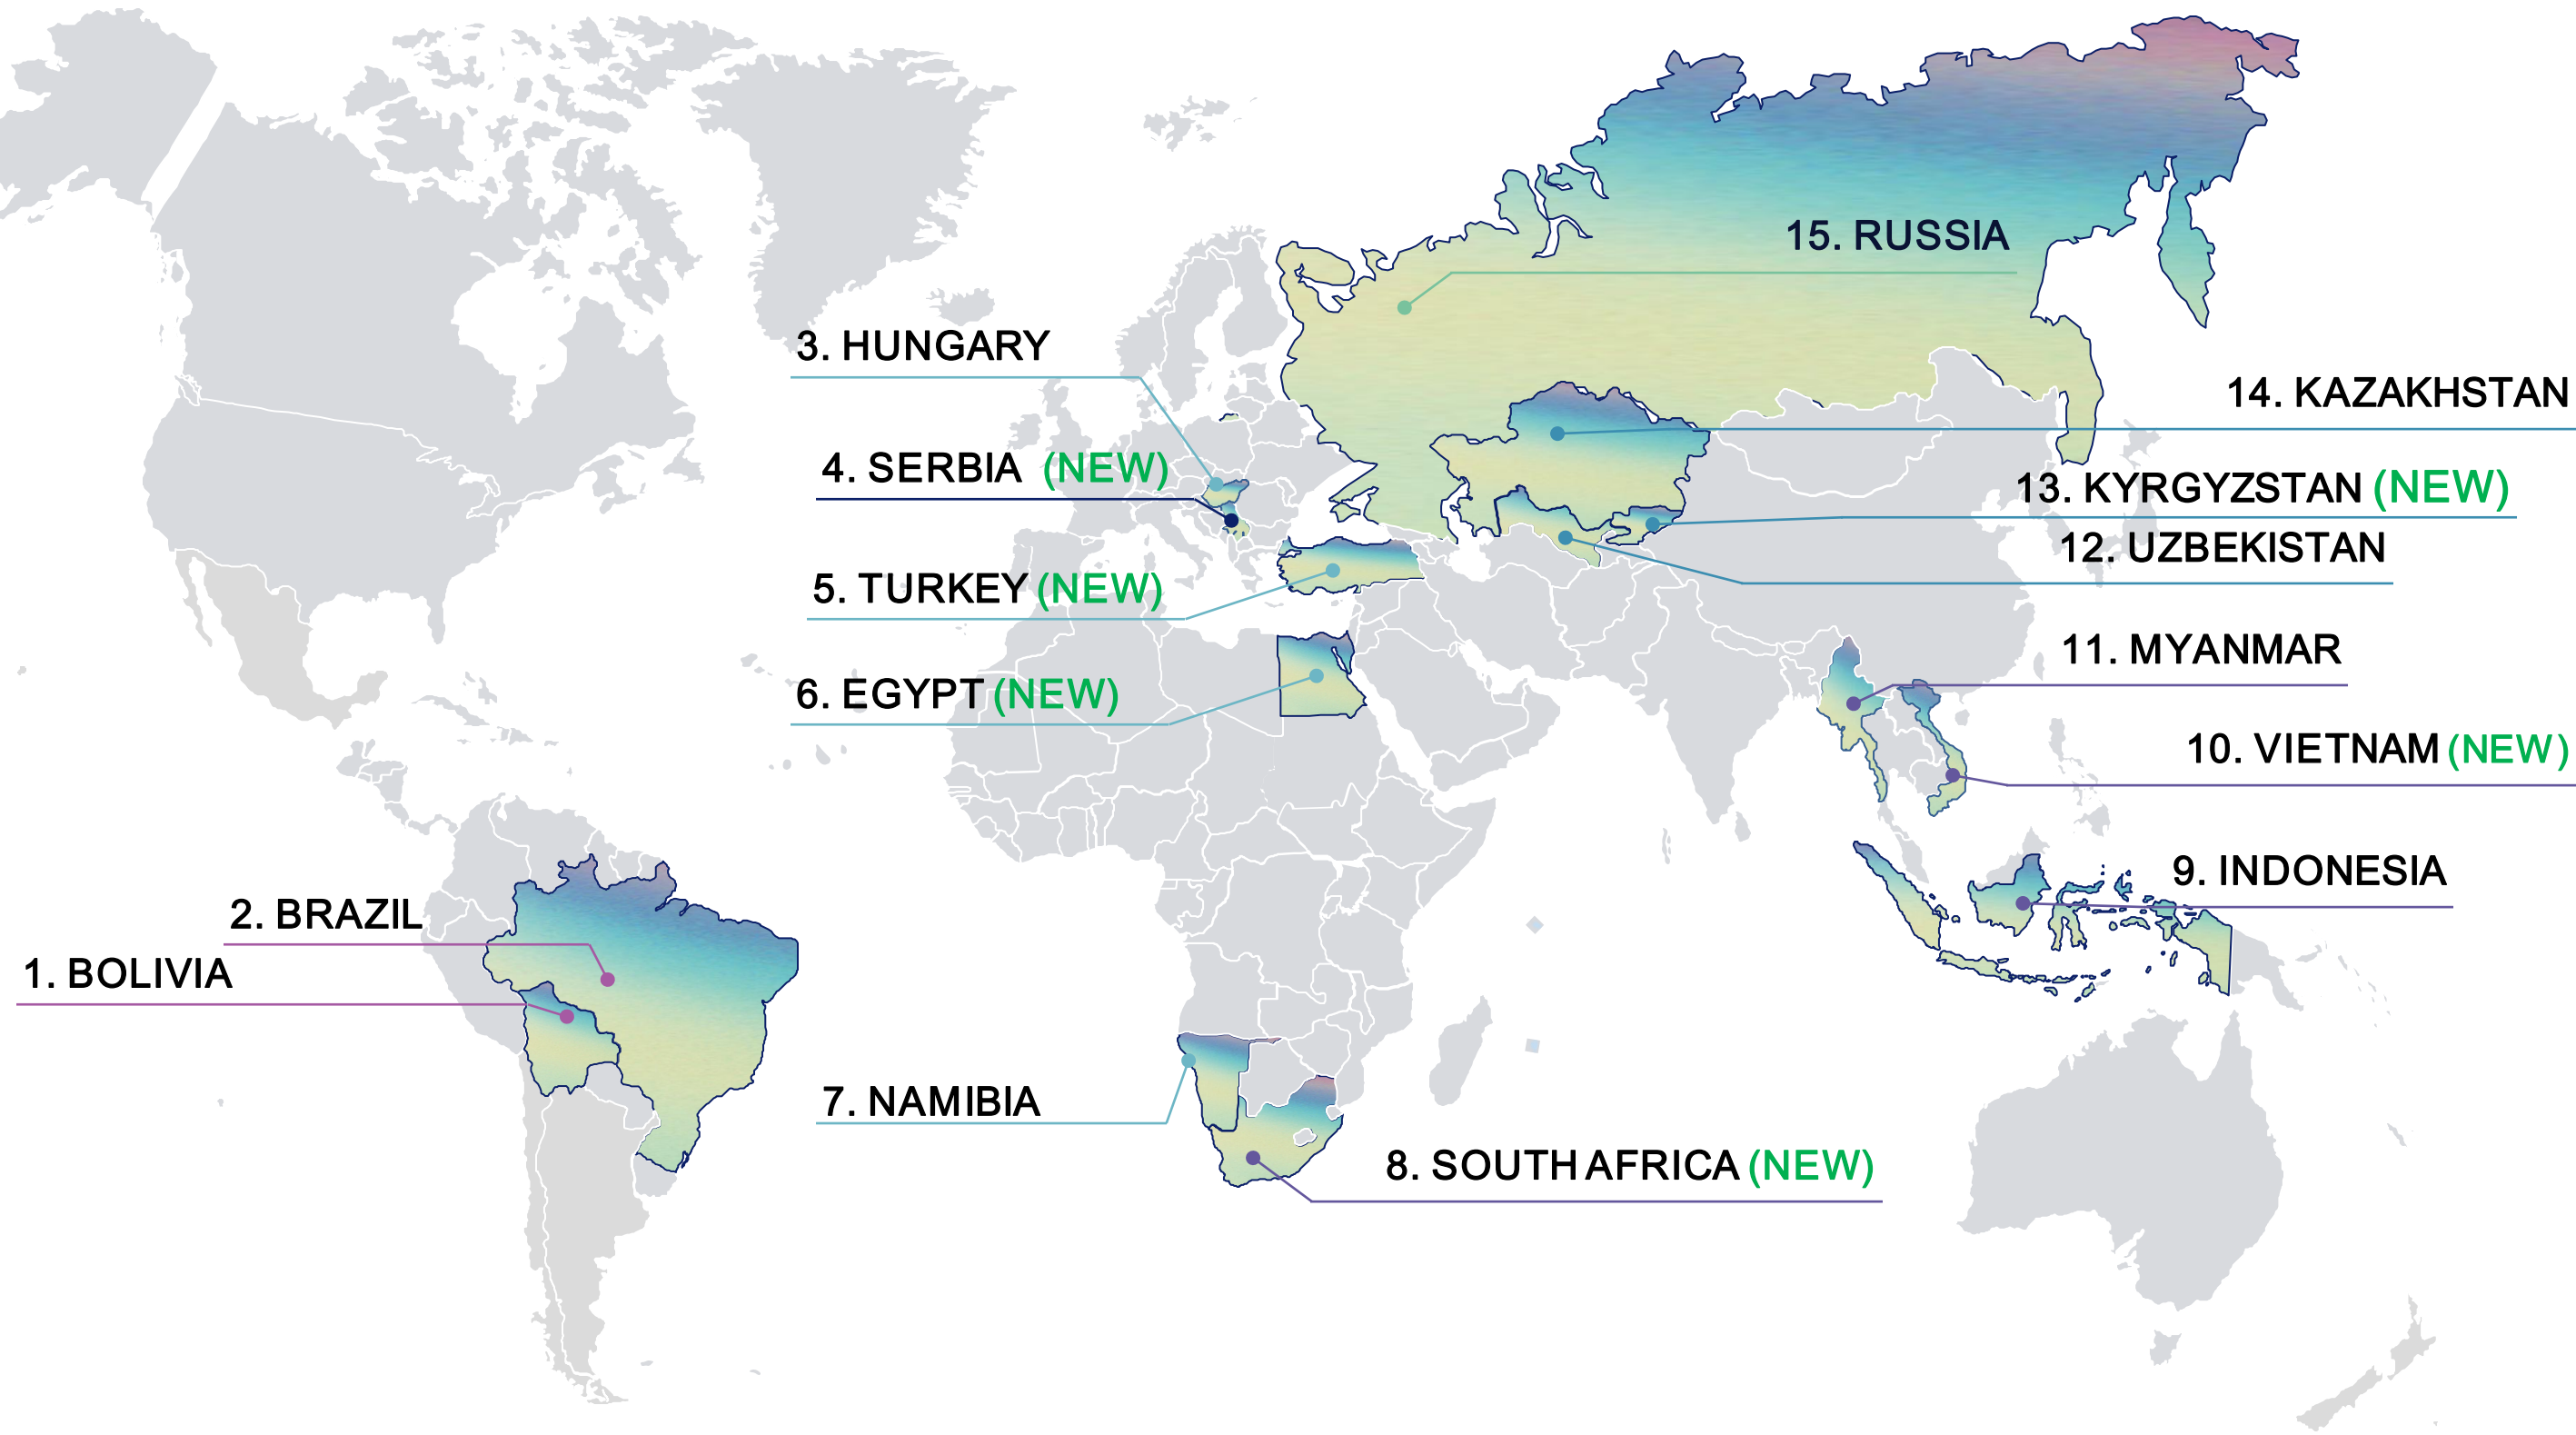 15. RUSSIA
3. HUNGARY
14. KAZAKHSTAN
4. SERBIA (NEW)
13. KYRGYZSTAN (NEW)
12. UZBEKISTAN
5. TURKEY (NEW)
11. MYANMAR
6. EGYPT (NEW)
10. VIETNAM (NEW)
9. INDONESIA
2. BRAZIL
1. BOLIVIA
7. NAMIBIA
8. SOUTH AFRICA (NEW)